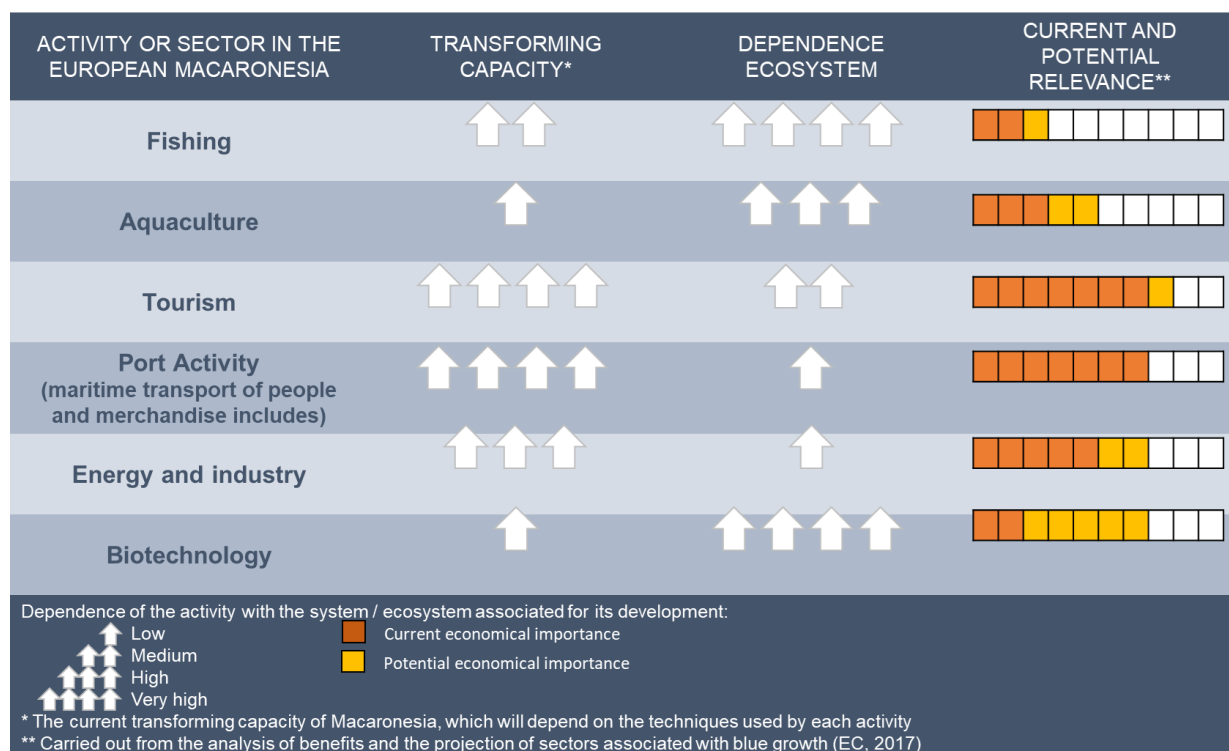 ACTIVITY OR SECTOR IN THE
EUROPEAN MACARONESIA
TRANSFORMING
CAPACITY*
DEPENDENCE
ECOSYSTEM
CURRENT AND
POTENTIAL
RELEVANCE**
Fishing
Aquaculture
Tourism
Port Activity
(maritime transport of people
and merchandise includes)
Energy and industry
Biotechnology
Dependence of the activity with the system / ecosystem associated for its development:
Low
Medium
High
Very high
Current economical importance
Potential economical importance
* The current transforming capacity of Macaronesia, which will depend on the techniques used by each activity
** Carried out from the analysis of benefits and the projection of sectors associated with blue growth (EC, 2017)